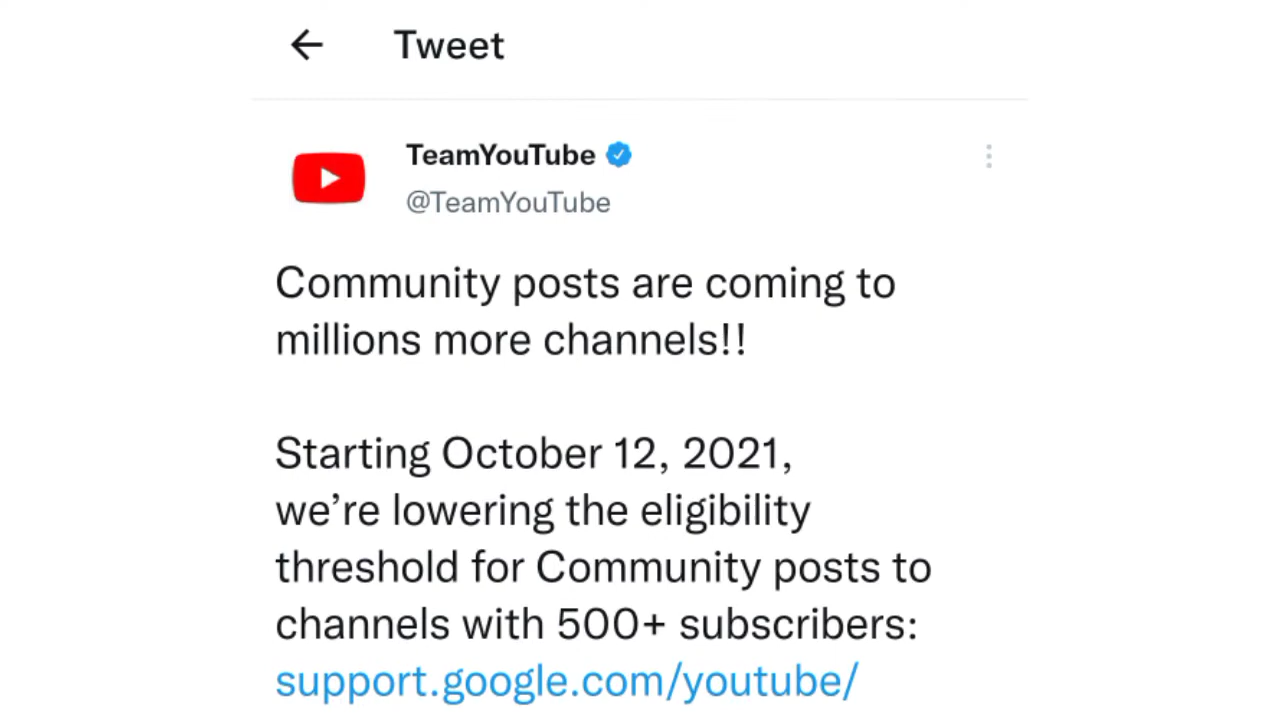 Tweet
TeamYouTube
@TeamYouTube
Community posts are coming to
millions more channels!!
Starting October 12, 2021,
we’re lowering the eligibility
threshold for Community posts to
channels with 500+ subscribers:
support.google.com/youtube/